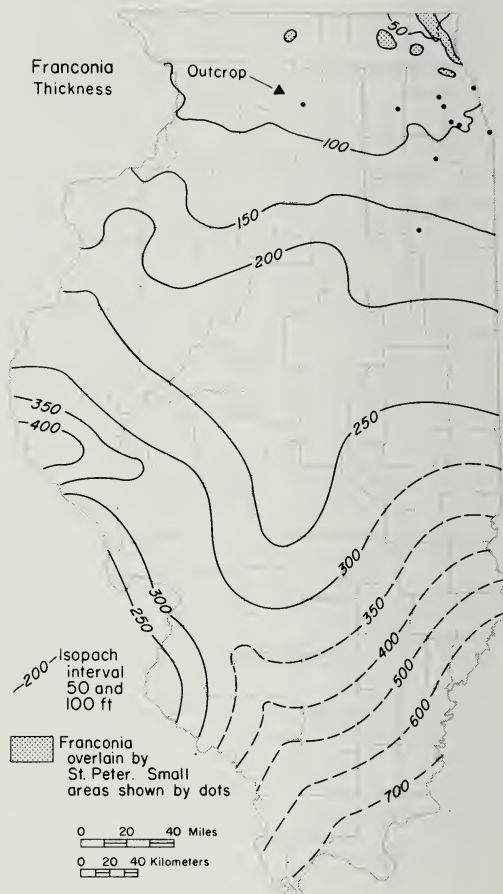 Franconia
Thickness
Outcrop
50
100
150
200
350
400
250
300
300
250
350
400
500
600
700
200
Isopach
interval
50 and
100 ft
Franconia
overlain by
St. Peter. Small
areas shown by dots
0 20 40 Miles
0 20 40 Kilometers